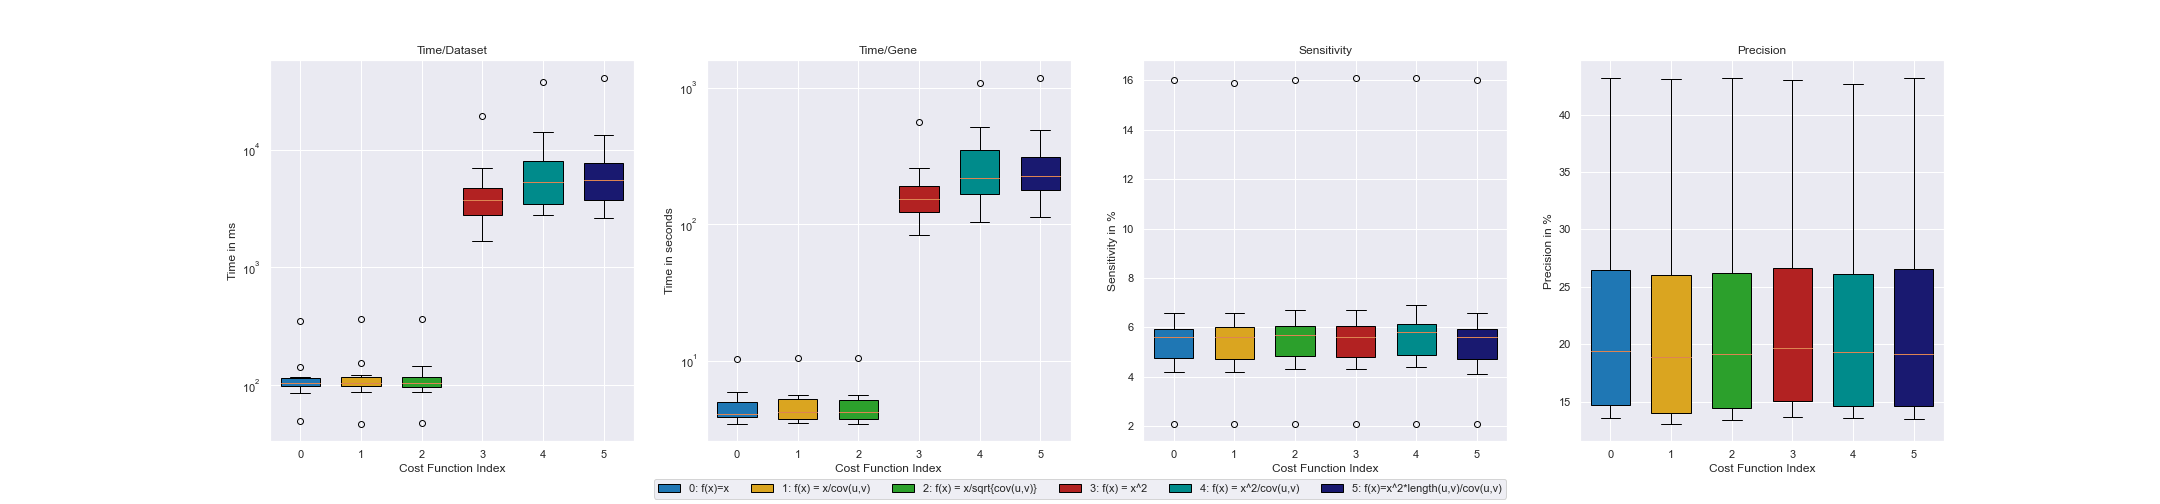 Time/Dataset
Time in ms
10^4
10^3
10^2
0 1 2 3 4 5
Cost Function Index
Time/Gene
Time in seconds
10^3
10^2
10^1
0 1 2 3 4 5
Cost Function Index
Sensitivity
Sensitivity in %
16
14
12
10
8
6
4
2
0 1 2 3 4 5
Cost Function Index
Precision
Precision in %
40
35
30
25
20
15
0 1 2 3 4 5
Cost Function Index
0: f(x)=x 1: f(x) = x/cov(u,v) 2: f(x) = x/sqrt{cov(u,v)} 3: f(x) = x^2 4: f(x) = x^2/cov(u,v) 5: f(x)=x^2*length(u,v)/cov(u,v)